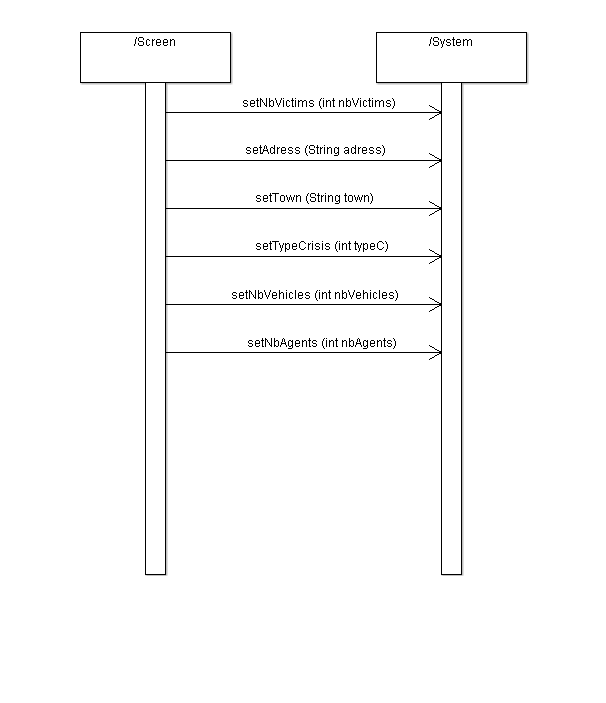 /Screen
/System
setNbVictims (int nbVictims)
setAdress (String adress)
setTown (String town)
setTypeCrisis (int typeC)
setNbVehicles (int nbVehicles)
setNbAgents (int nbAgents)